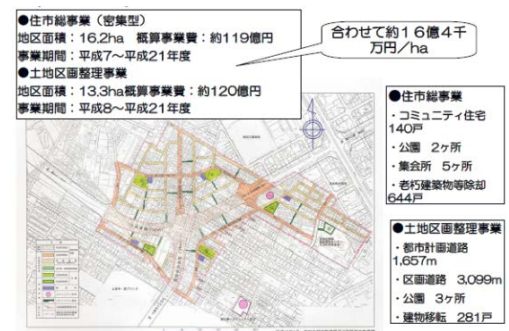 ●住市総事業（密集型）
地区面積：16.2ha 概算事業費：約119億円
事業期間：平成7～平成21年度
●土地区画整理事業
地区面積：13.3ha概算事業費：約120億円
事業期間：平成8～平成21年度
合わせて約１６億４千
万円／ha
●住市総事業
・コミュニティ住宅
140戸
・公園　2ヶ所
・集会所　5ヶ所
・老朽建築物等除却
644戸
●土地区画整理事業
・都市計画道路
1,657m
・区画道路　3,099m
・公園　3ヶ所
・建物移転　281戸